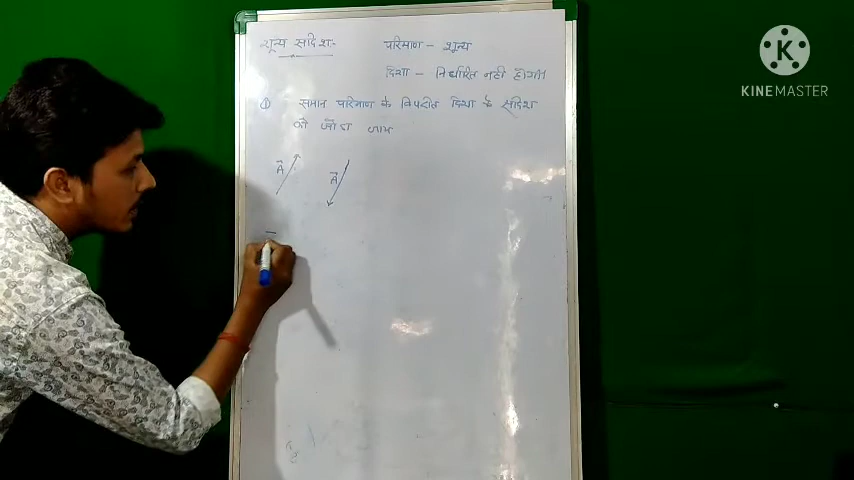 शून्य सदिश:- परिमाण - शून्य
दिशा - निर्धारित नही होगी
① समान परिमाण के विपरीत दिशा के सदिश
को जोडा जाय
A⃗ A⃗
K
KINEMASTER